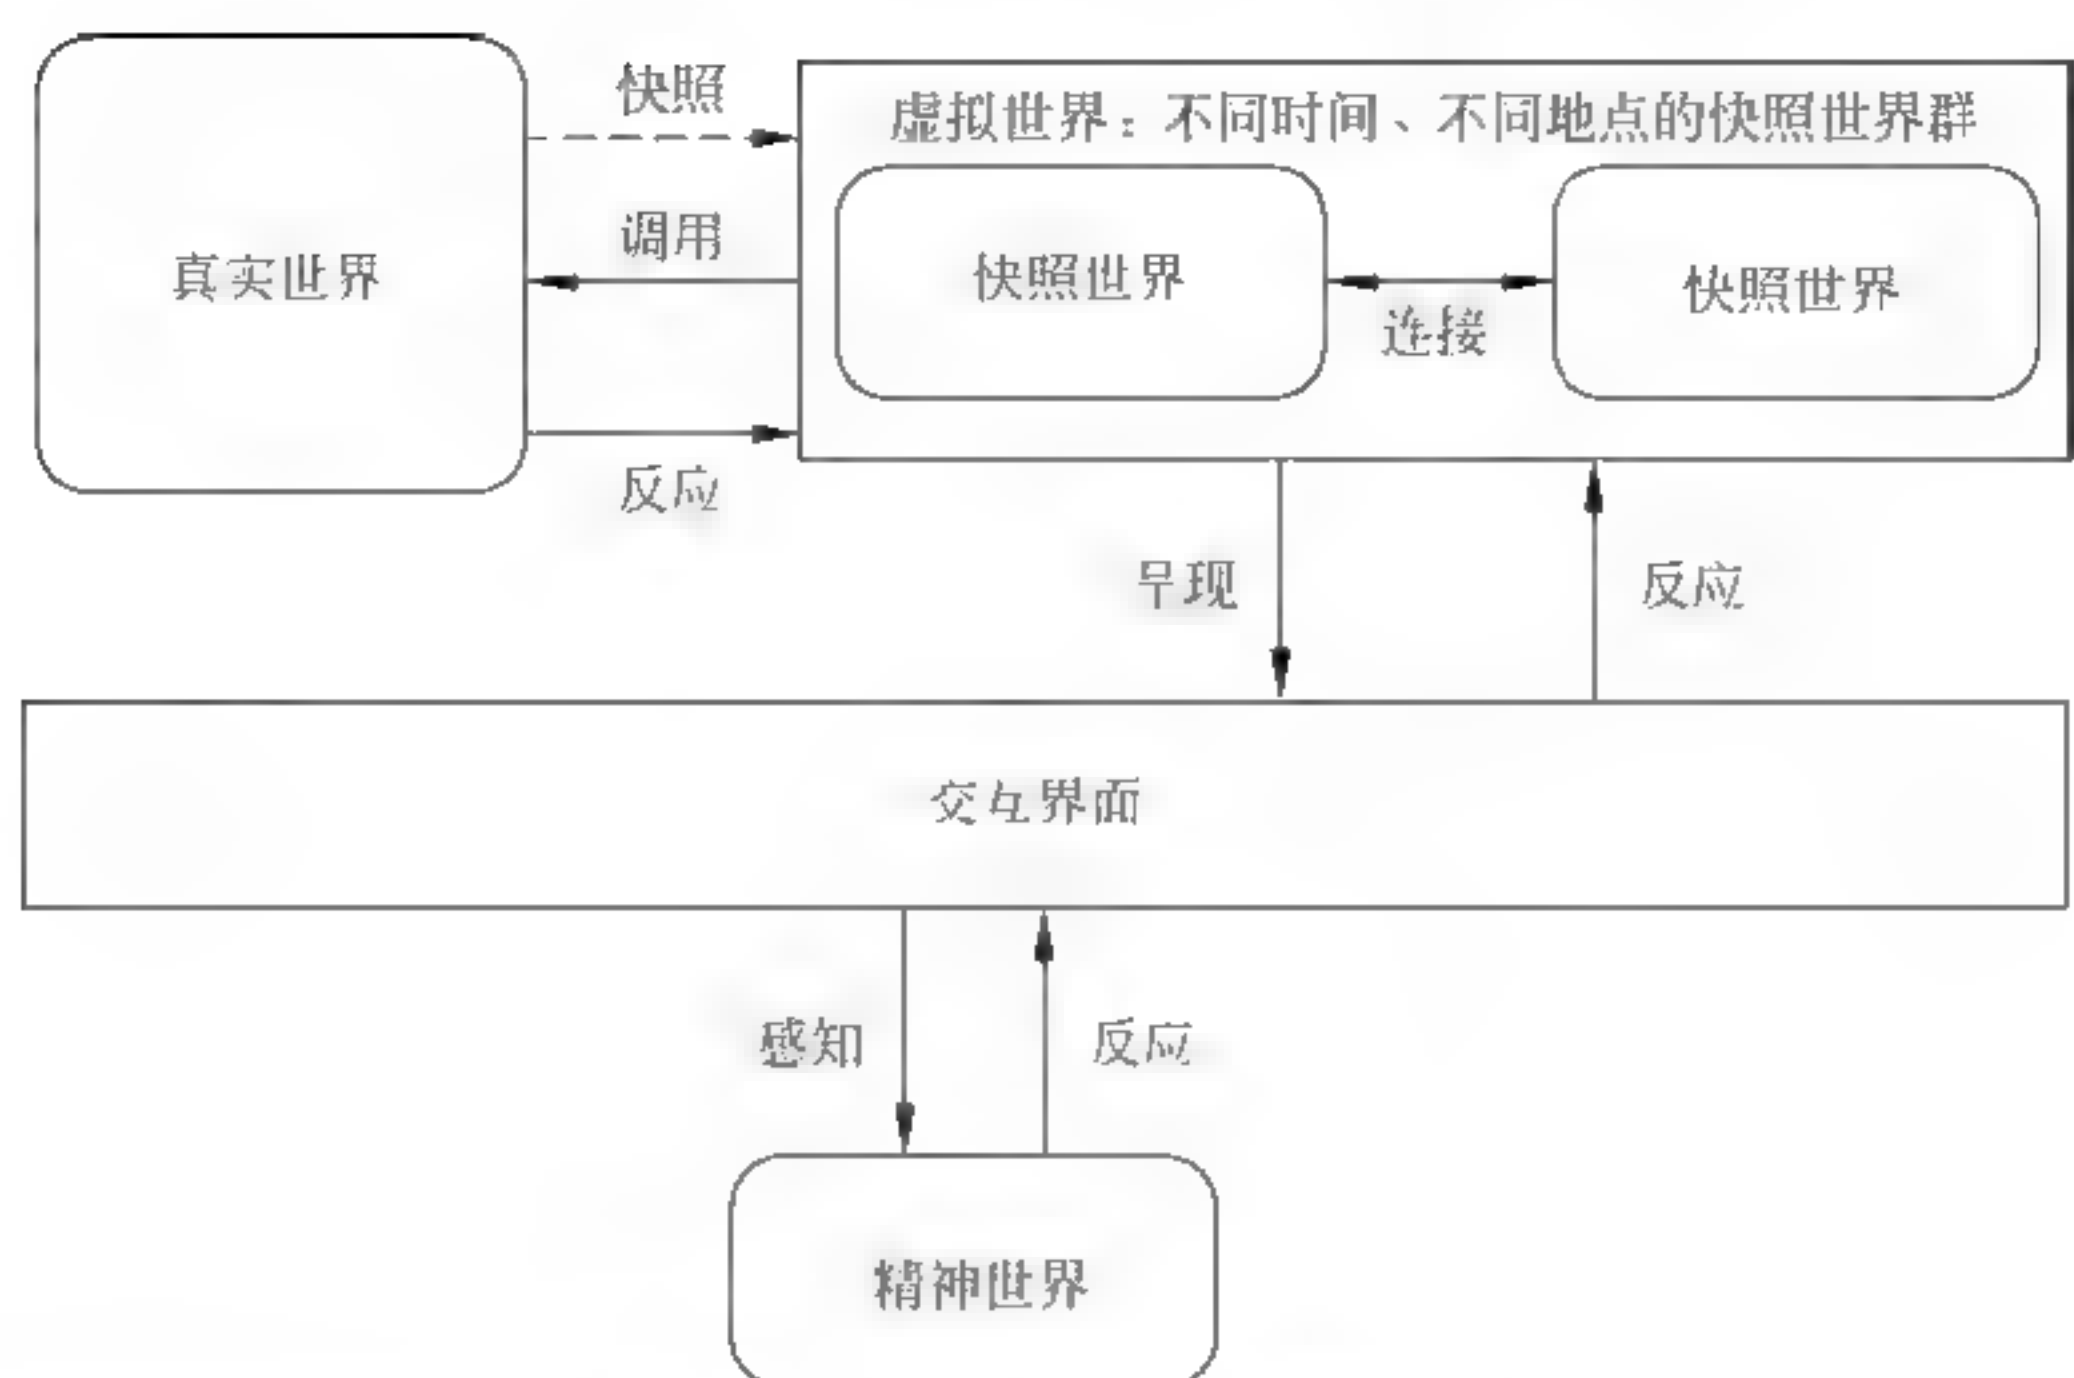 快照
虚拟世界：不同时间、不同地点的快照世界群
真实世界
调用
快照世界
连接
快照世界
反应
呈现
反应
交互界面
感知
反应
精神世界